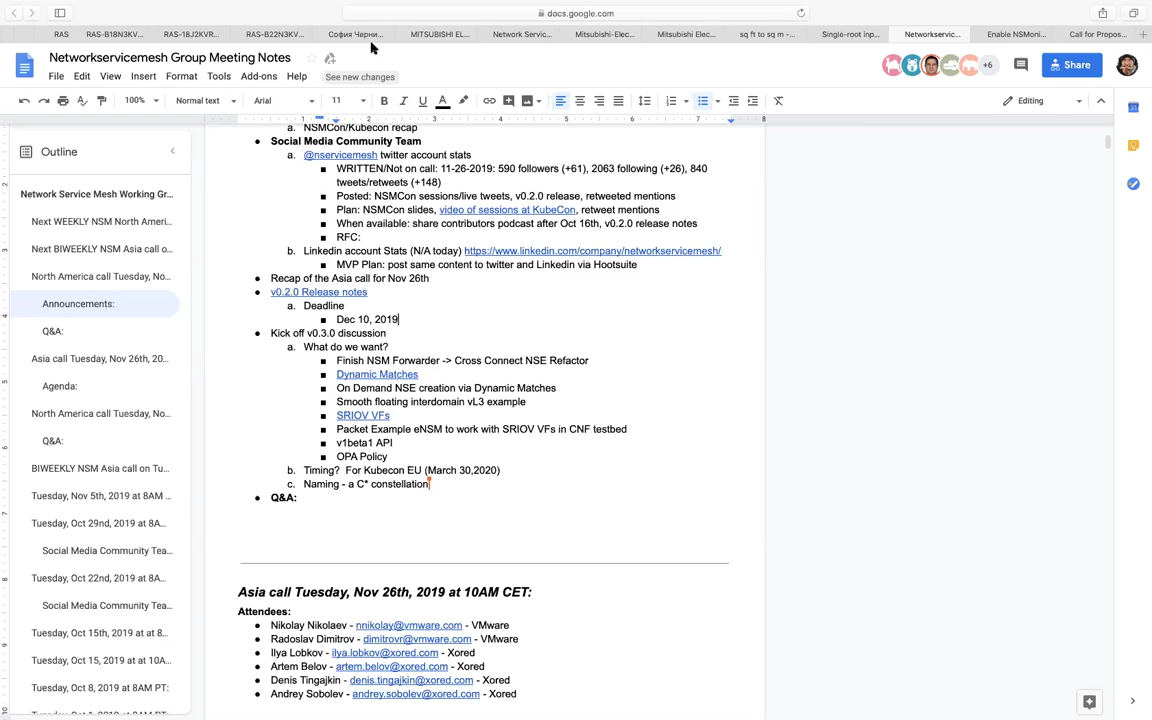 docs.google.com
RAS
RAS-B18N3KV...
RAS-18J2KVR...
RAS-B22N3KV...
София Черни...
MITSUBISHI EL...
Network Servic...
Mitsubishi-Elec...
Mitsubishi Elec...
sq ft to sq m -...
Single-root inp...
Networkservic...
Enable NSMoni...
Call for Propos...
Networkservicemesh Group Meeting Notes
File Edit View Insert Format Tools Add-ons Help See new changes
+6
Share
100% Normal text Arial 11 B I U A Editing
1 2 3 4 5 6 7 8
Outline
Network Service Mesh Working Gr...
Next WEEKLY NSM North Ameri...
Next BIWEEKLY NSM Asia call o...
North America call Tuesday, No...
Announcements:
Q&A:
Asia call Tuesday, Nov 26th, 20...
Agenda:
North America call Tuesday, No...
Q&A:
BIWEEKLY NSM Asia call on Tu...
Tuesday, Nov 5th, 2019 at 8AM ...
Tuesday, Oct 29nd, 2019 at 8A...
Social Media Community Tea...
Tuesday, Oct 22nd, 2019 at 8A...
Social Media Community Tea...
Tuesday, Oct 15th, 2019 at at 8...
Tuesday, Oct 15, 2019 at at 10A...
Tuesday, Oct 8, 2019 at 8AM PT:
a. NSMCon/Kubecon recap
● Social Media Community Team
a. @nservicemesh twitter account stats
■ WRITTEN/Not on call: 11-26-2019: 590 followers (+61), 2063 following (+26), 840
tweets/retweets (+148)
■ Posted: NSMCon sessions/live tweets, v0.2.0 release, retweeted mentions
■ Plan: NSMCon slides, video of sessions at KubeCon, retweet mentions
■ When available: share contributors podcast after Oct 16th, v0.2.0 release notes
■ RFC:
b. Linkedin account Stats (N/A today) https://www.linkedin.com/company/networkservicemesh/
■ MVP Plan: post same content to twitter and Linkedin via Hootsuite
● Recap of the Asia call for Nov 26th
● v0.2.0 Release notes
a. Deadline
■ Dec 10, 2019
● Kick off v0.3.0 discussion
a. What do we want?
■ Finish NSM Forwarder -> Cross Connect NSE Refactor
■ Dynamic Matches
■ On Demand NSE creation via Dynamic Matches
■ Smooth floating interdomain vL3 example
■ SRIOV VFs
■ Packet Example eNSM to work with SRIOV VFs in CNF testbed
■ v1beta1 API
■ OPA Policy
b. Timing? For Kubecon EU (March 30,2020)
c. Naming - a C* constellation
● Q&A:
Asia call Tuesday, Nov 26th, 2019 at 10AM CET:
Attendees:
● Nikolay Nikolaev - nnikolay@vmware.com - VMware
● Radoslav Dimitrov - dimitrovr@vmware.com - VMware
● Ilya Lobkov - ilya.lobkov@xored.com - Xored
● Artem Belov - artem.belov@xored.com - Xored
● Denis Tingajkin - denis.tingajkin@xored.com - Xored
● Andrey Sobolev - andrey.sobolev@xored.com - Xored